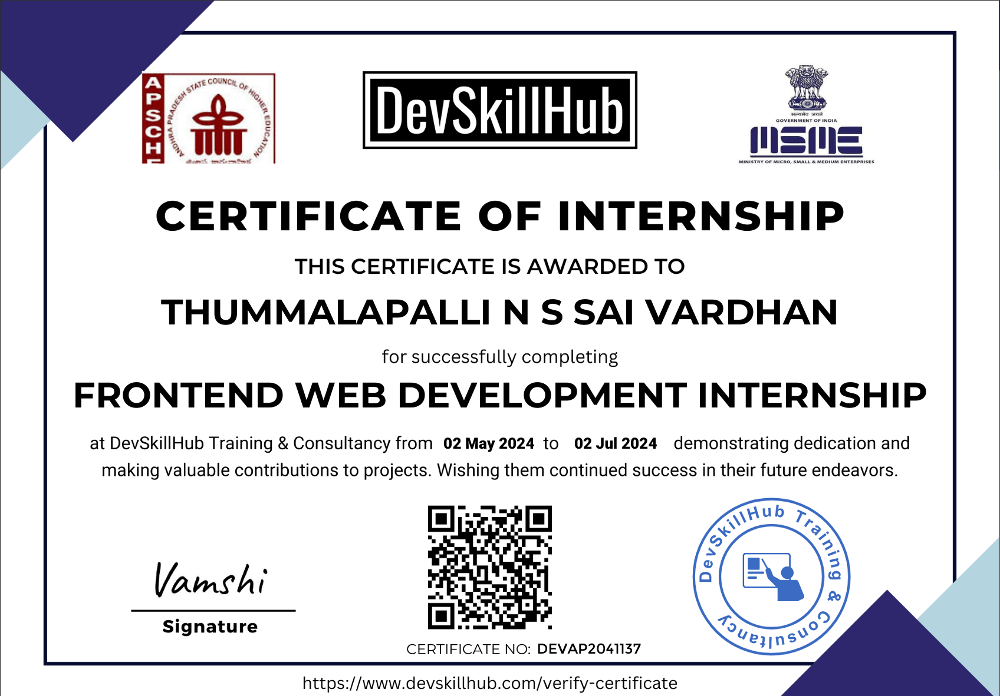 APSCHE
ANDHRA PRADESH STATE COUNCIL OF HIGHER EDUCATION
DevSkillHub
सत्यमेव जयते
GOVERNMENT OF INDIA
MSME
MINISTRY OF MICRO, SMALL & MEDIUM ENTERPRISES
CERTIFICATE OF INTERNSHIP
THIS CERTIFICATE IS AWARDED TO
THUMMALAPALLI N S SAI VARDHAN
for successfully completing
FRONTEND WEB DEVELOPMENT INTERNSHIP
at DevSkillHub Training & Consultancy from 02 May 2024 to 02 Jul 2024 demonstrating dedication and
making valuable contributions to projects. Wishing them continued success in their future endeavors.
Vamshi
Signature
DevSkillHub Training & Consultancy
CERTIFICATE NO: DEVAP2041137
https://www.devskillhub.com/verify-certificate